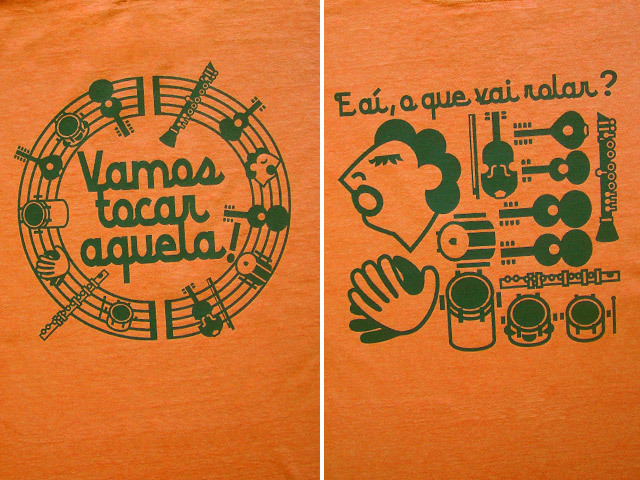 Vamos
tocar
aquela!
E aí, o que vai rolar?